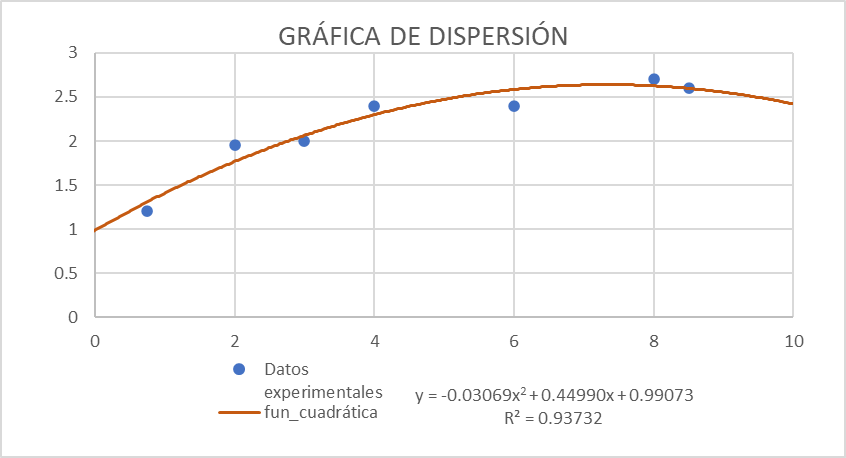 GRÁFICA DE DISPERSIÓN
3
2.5
2
1.5
1
0.5
0
0 2 4 6 8 10
Datos
experimentales
fun_cuadrática
y = -0.03069x² + 0.44990x + 0.99073
R² = 0.93732